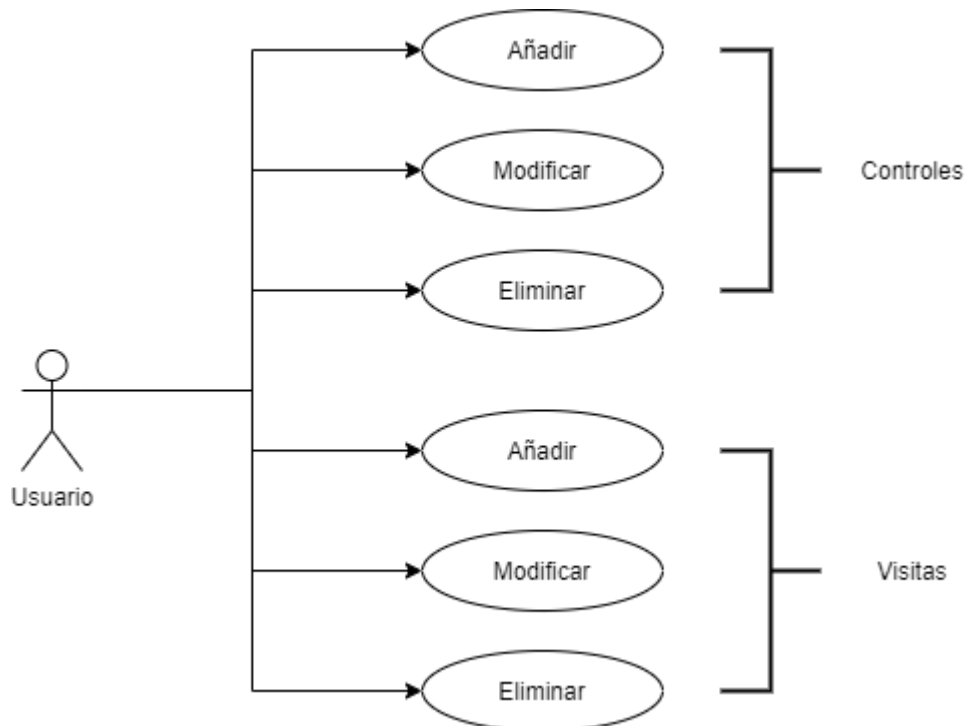 Añadir
Modificar
Controles
Eliminar
Usuario
Añadir
Modificar
Visitas
Eliminar